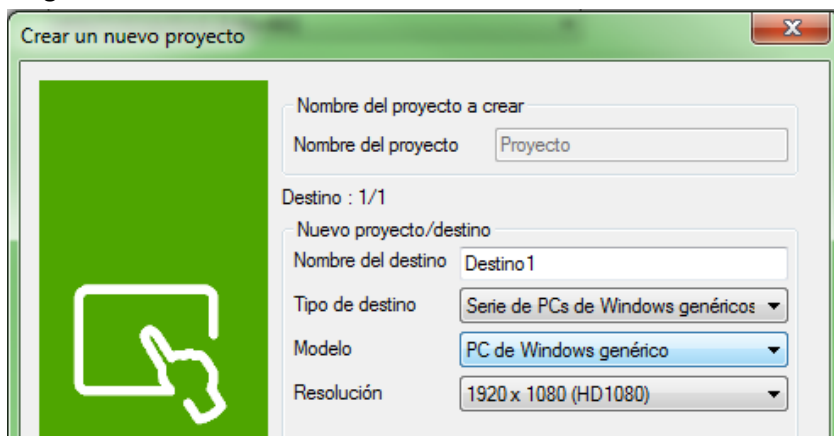 Crear un nuevo proyecto
Nombre del proyecto a crear
Nombre del proyecto Proyecto
Destino : 1/1
Nuevo proyecto/destino
Nombre del destino Destino1
Tipo de destino Serie de PCs de Windows genéricos
Modelo PC de Windows genérico
Resolución 1920 x 1080 (HD1080)